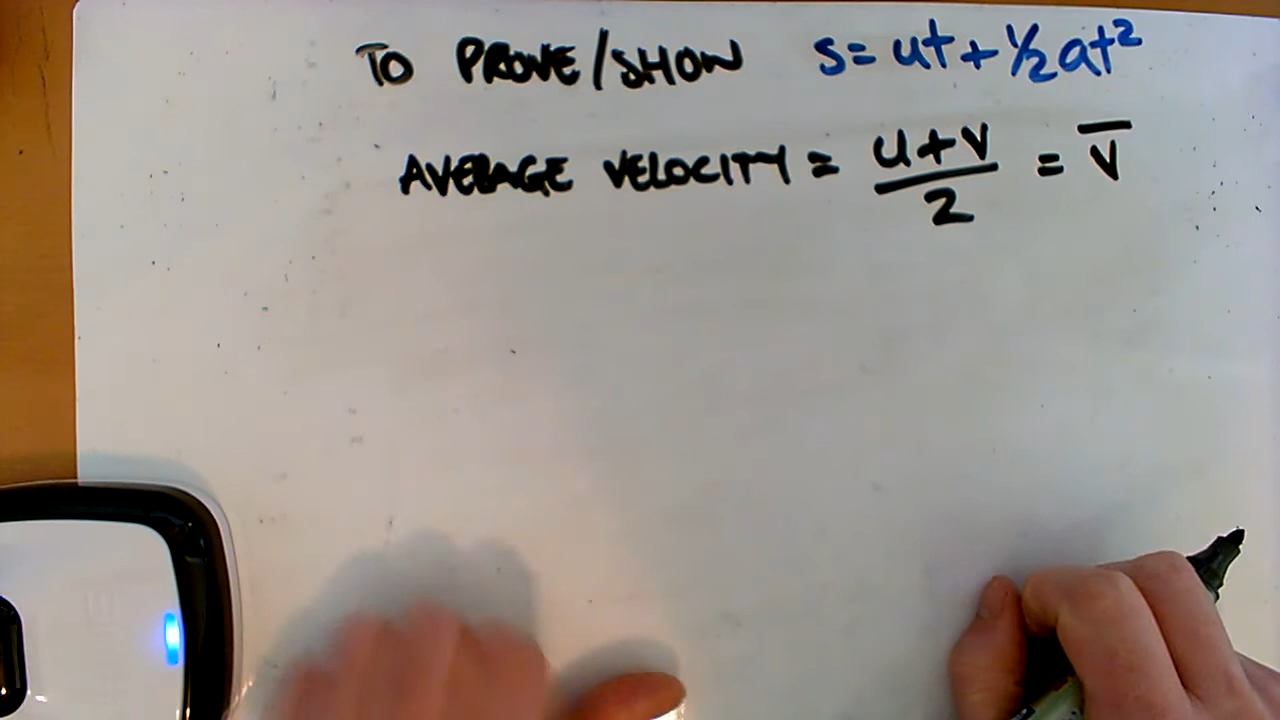 TO PROVE/SHOW s=ut+½at²
AVERAGE VELOCITY = u+v/2 = v̅